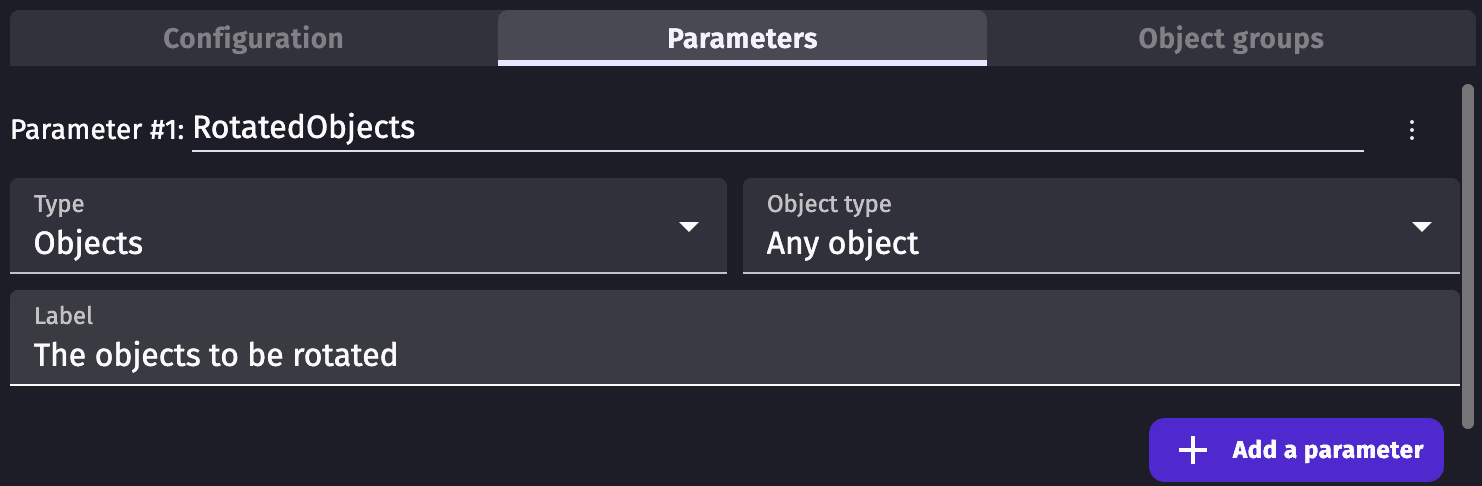 Configuration
Parameters
Object groups
Parameter #1: RotatedObjects
Type
Objects
Object type
Any object
Label
The objects to be rotated
Add a parameter